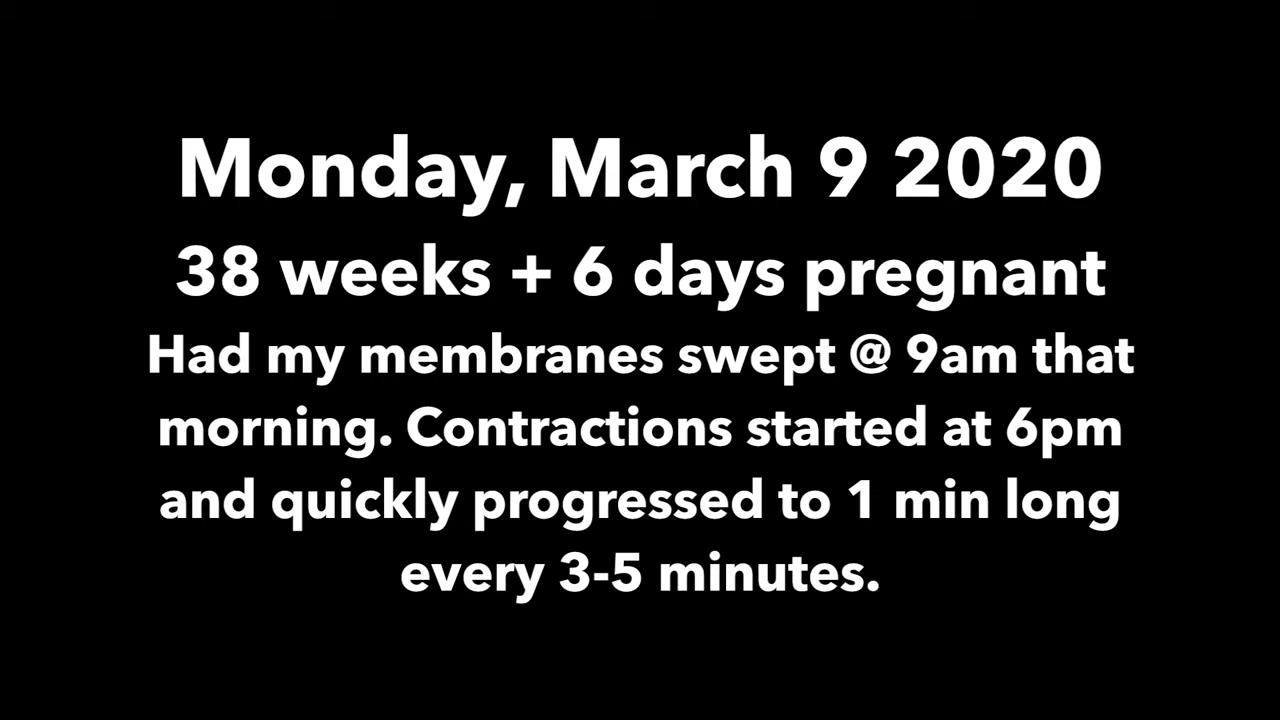 Monday, March 9 2020
38 weeks + 6 days pregnant
Had my membranes swept @ 9am that
morning. Contractions started at 6pm
and quickly progressed to 1 min long
every 3-5 minutes.